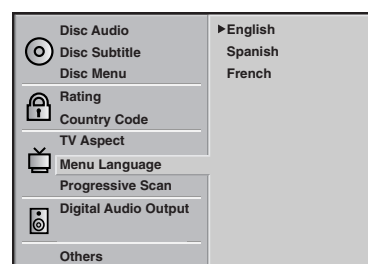 Disc Audio
Disc Subtitle
Disc Menu
Rating
Country Code
TV Aspect
Menu Language
Progressive Scan
Digital Audio Output
Others
English
Spanish
French